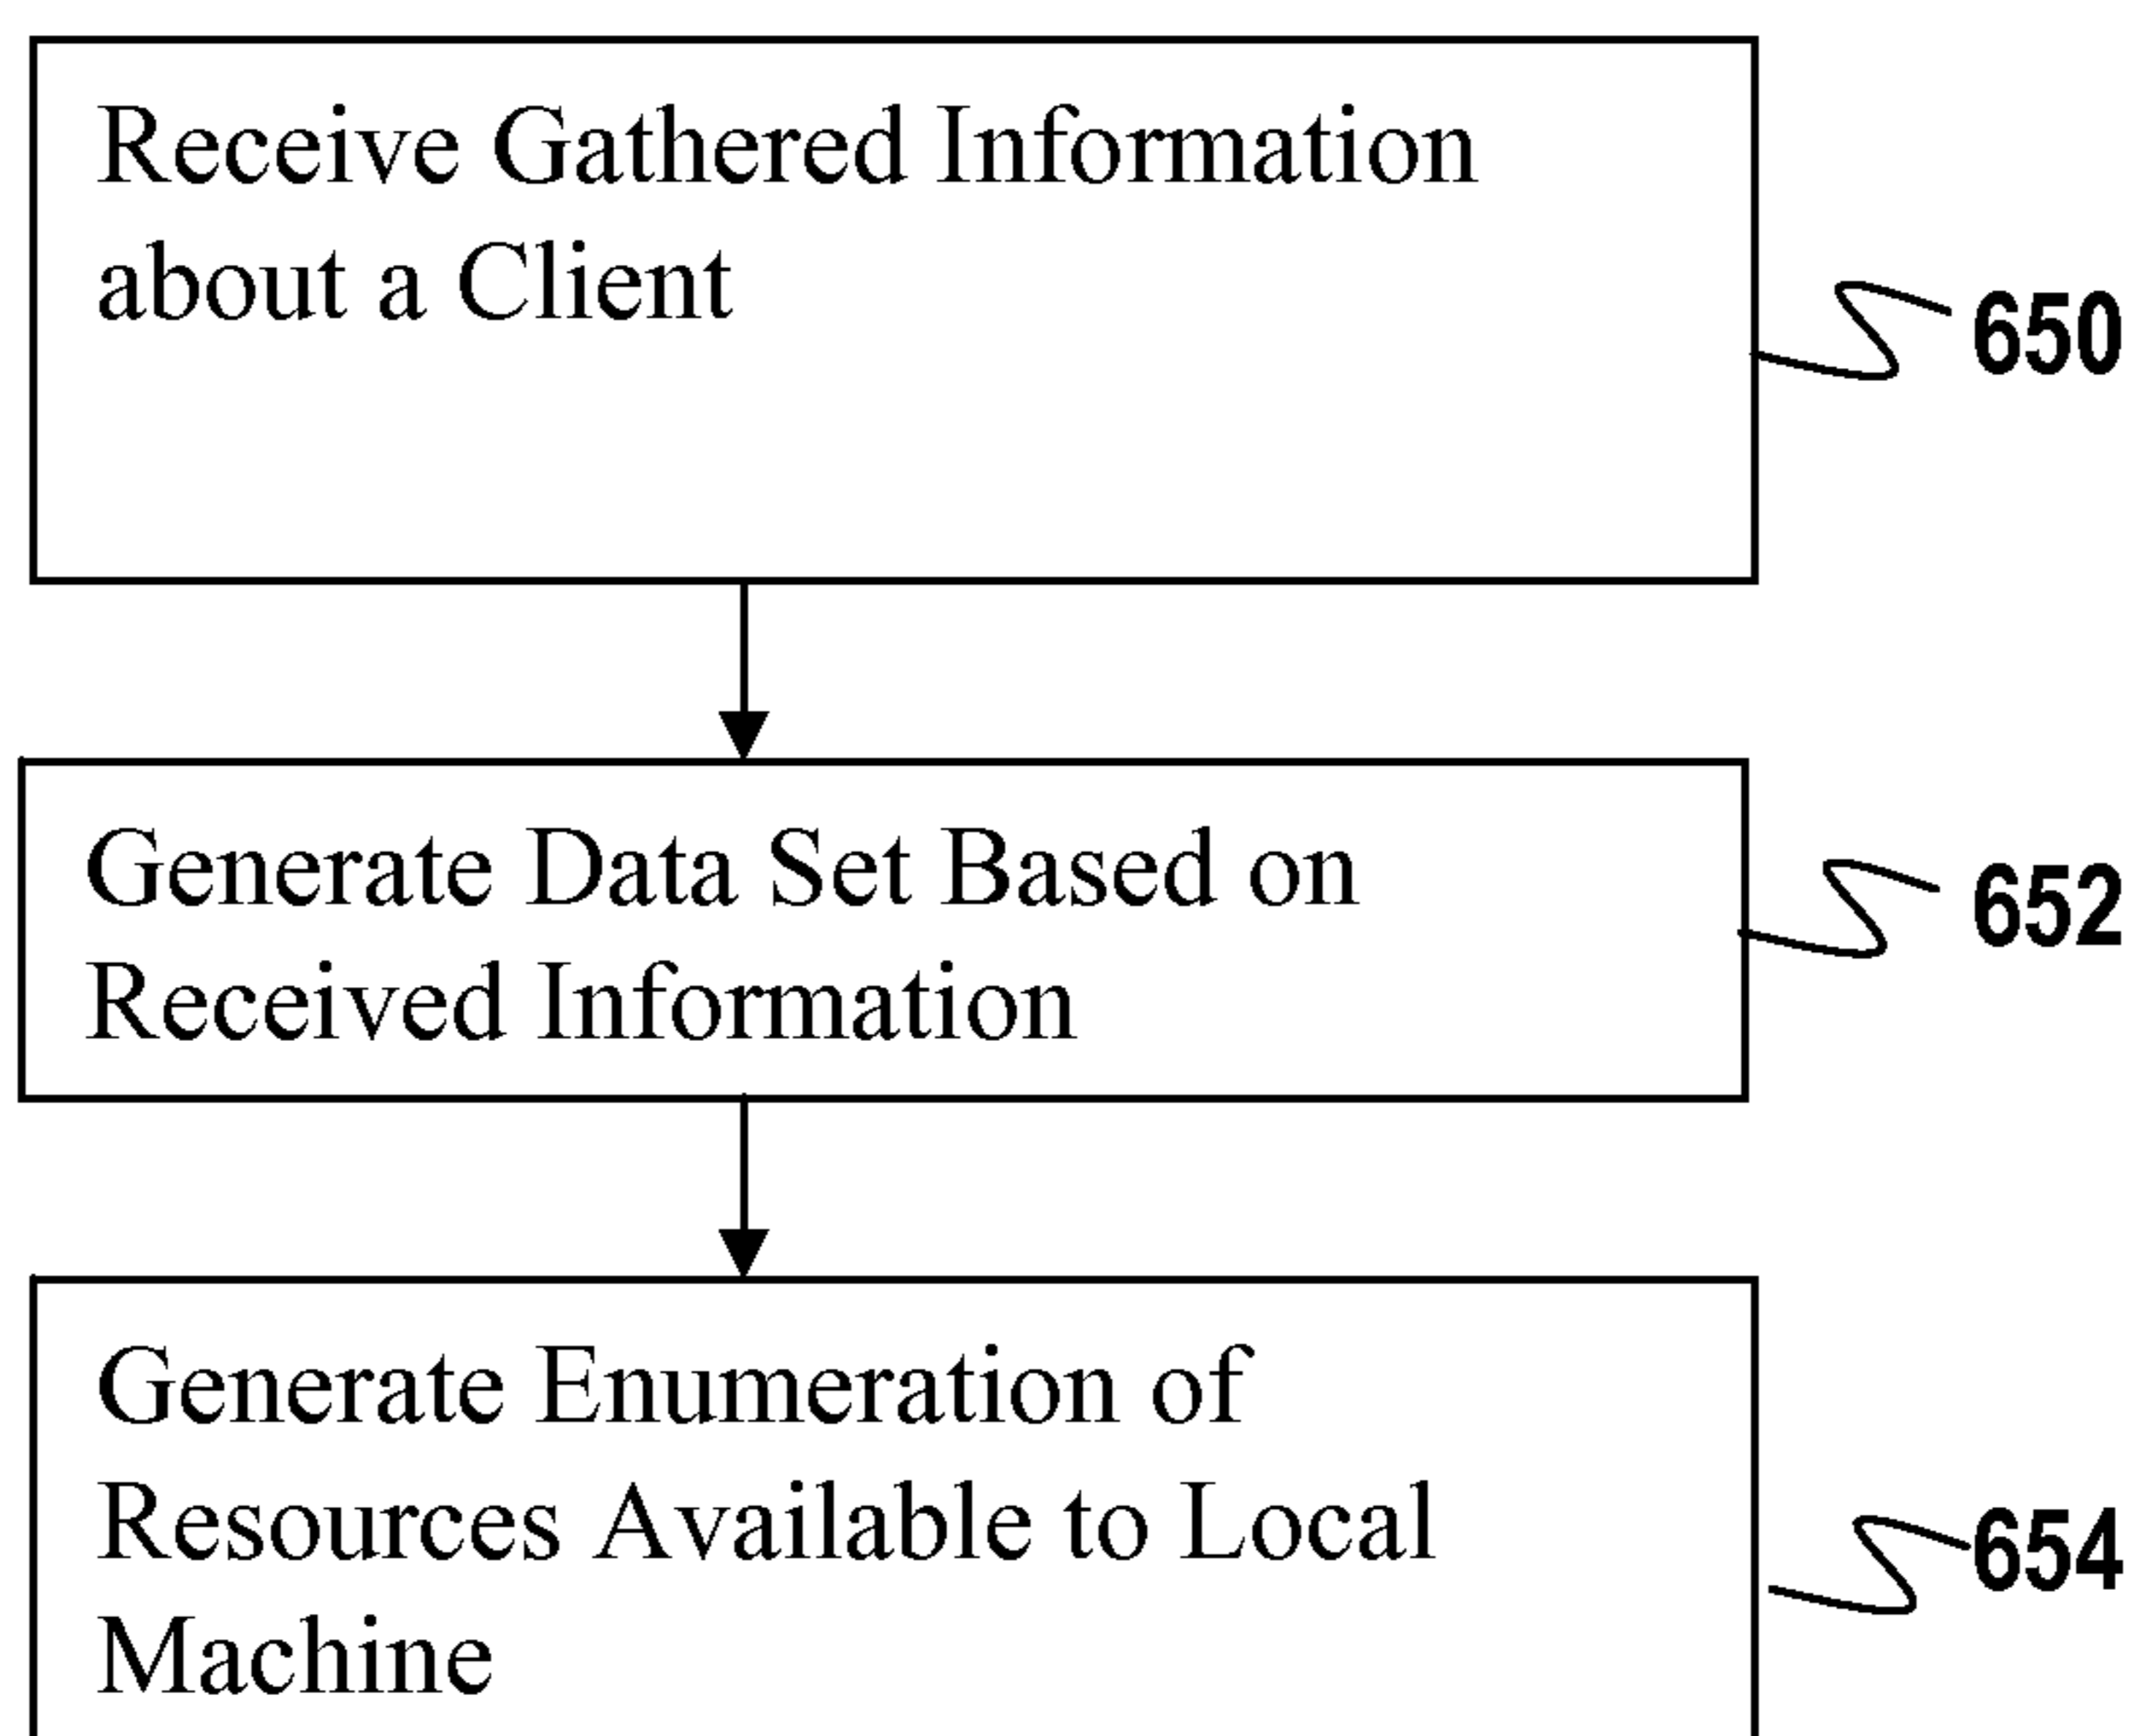 Receive Gathered Information
about a Client
650
Generate Data Set Based on
Received Information
652
Generate Enumeration of
Resources Available to Local
Machine
654